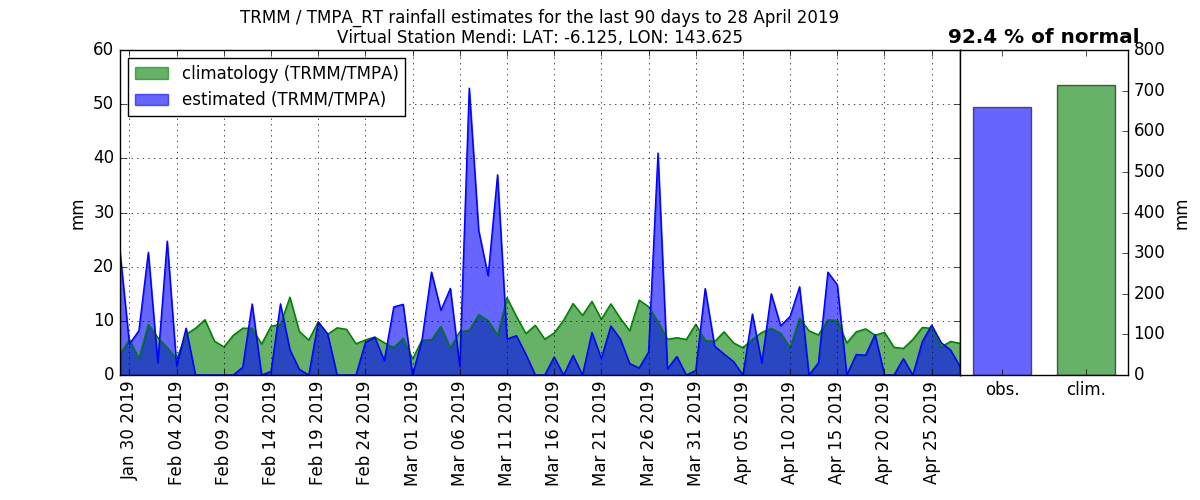 TRMM / TMPA_RT rainfall estimates for the last 90 days to 28 April 2019
Virtual Station Mendi: LAT: -6.125, LON: 143.625
92.4 % of normal
climatology (TRMM/TMPA)
estimated (TRMM/TMPA)
60
50
40
30
20
10
0
mm
800
700
600
500
400
300
200
100
0
mm
obs.
clim.
Jan 30 2019
Feb 04 2019
Feb 09 2019
Feb 14 2019
Feb 19 2019
Feb 24 2019
Mar 01 2019
Mar 06 2019
Mar 11 2019
Mar 16 2019
Mar 21 2019
Mar 26 2019
Mar 31 2019
Apr 05 2019
Apr 10 2019
Apr 15 2019
Apr 20 2019
Apr 25 2019